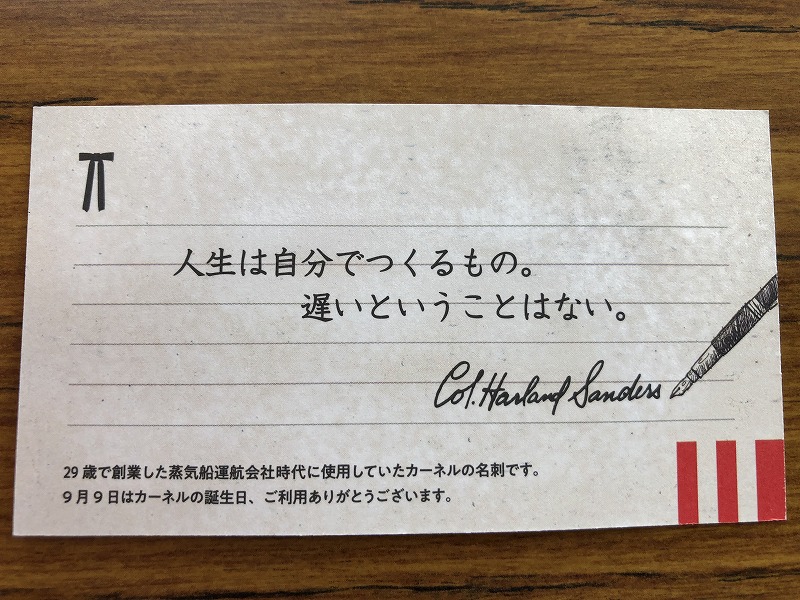 人生は自分でつくるもの。
遅いということはない。
Col. Harland Sanders
29歳で創業した蒸気船運航会社時代に使用していたカーネルの名刺です。
9月9日はカーネルの誕生日、ご利用ありがとうございます。